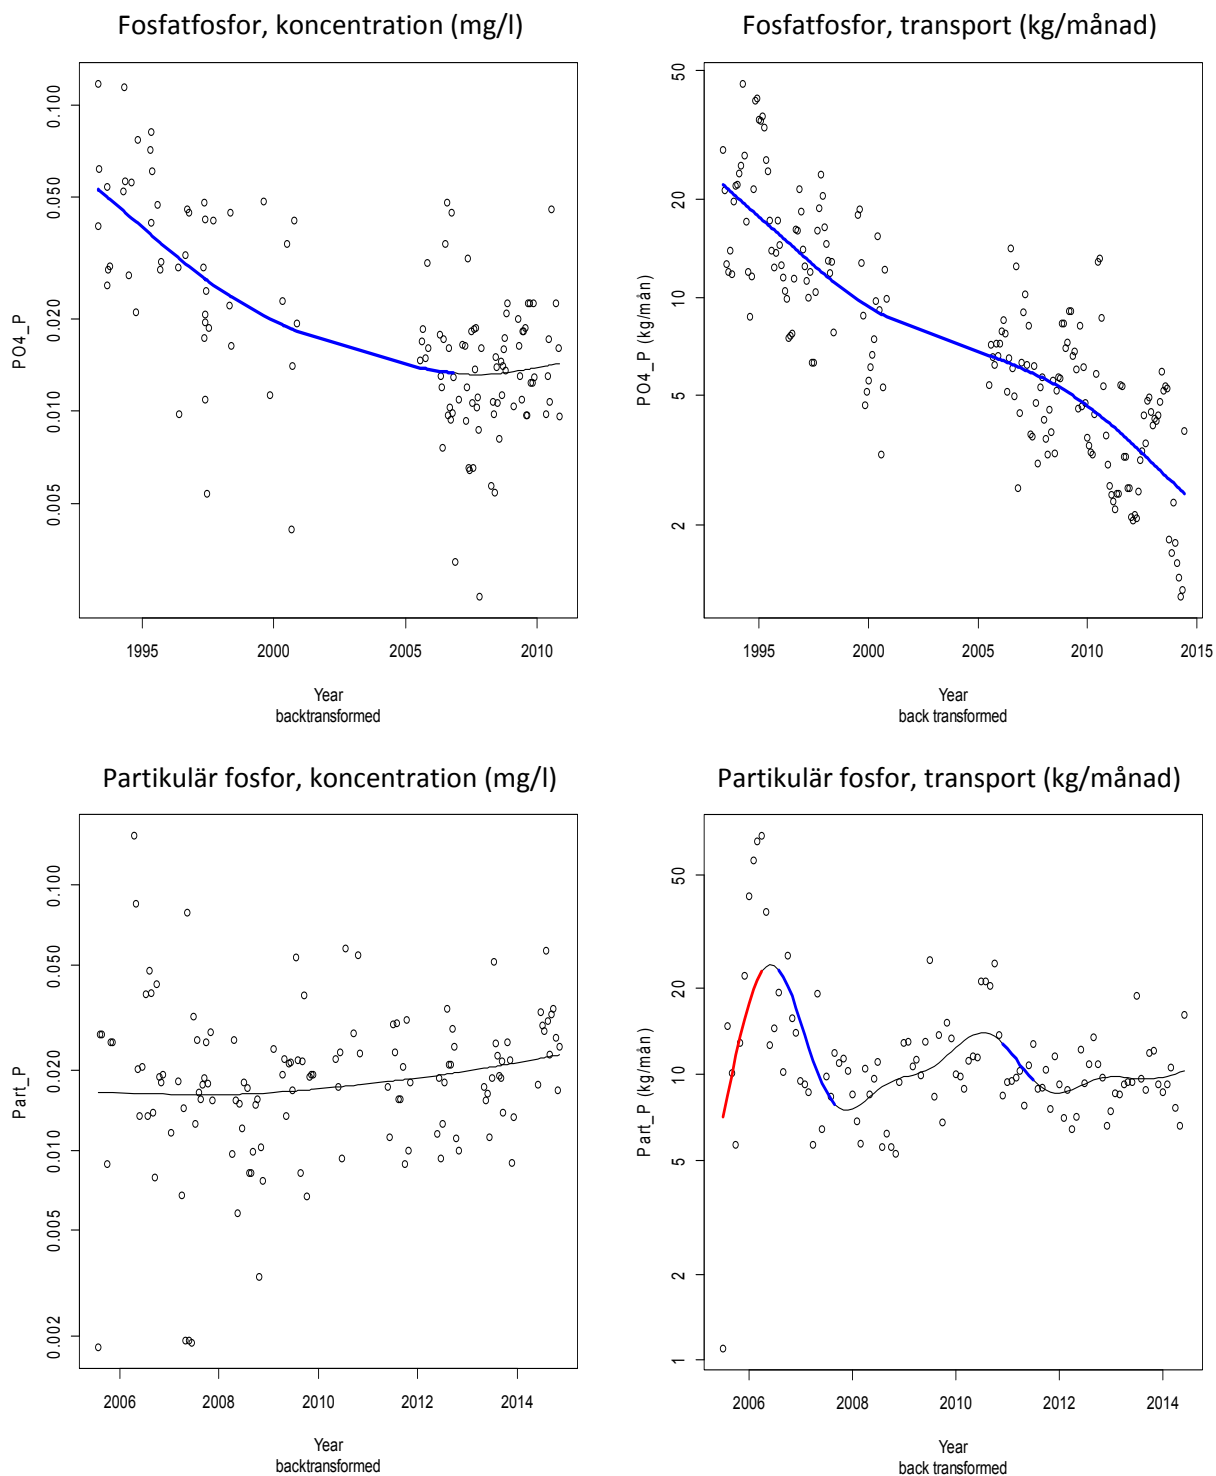 Fosfatfosfor, koncentration (mg/l)
Fosfatfosfor, transport (kg/månad)
PO4_P
0.100
0.050
0.020
0.010
0.005
1995
2000
2005
2010
Year
backtransformed
PO4_P (kg/mån)
50
20
10
5
2
1995
2000
2005
2010
2015
Year
back transformed
Partikulär fosfor, koncentration (mg/l)
Partikulär fosfor, transport (kg/månad)
Part_P
0.100
0.050
0.020
0.010
0.005
0.002
2006
2008
2010
2012
2014
Year
backtransformed
Part_P (kg/mån)
50
20
10
5
2
1
2006
2008
2010
2012
2014
Year
back transformed